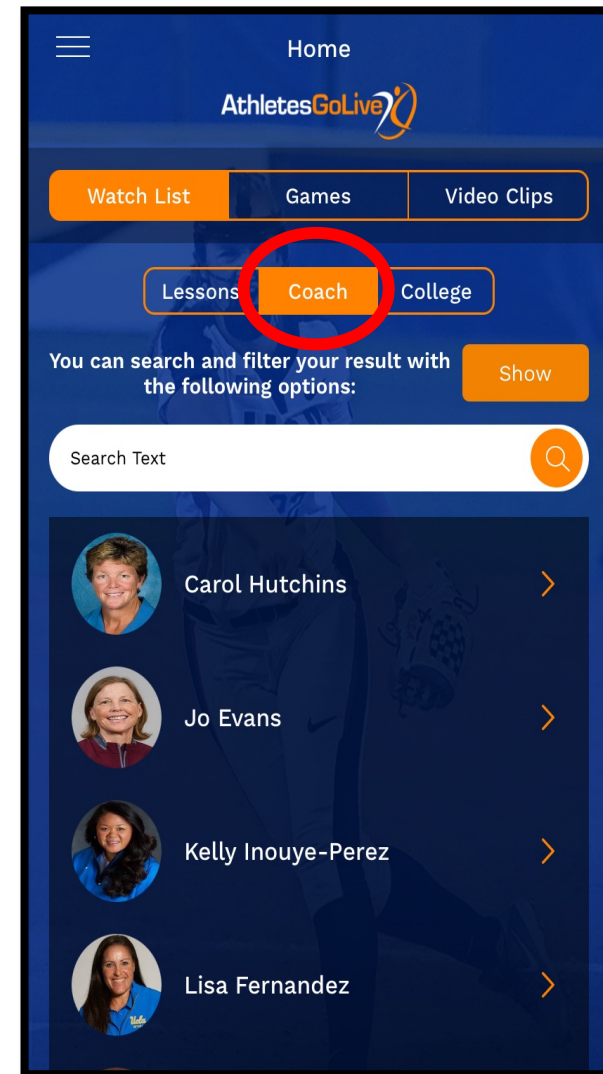 Home
AthletesGoLive
Watch List Games Video Clips
Lessons Coach College
You can search and filter your result with
the following options:
Show
Search Text
Carol Hutchins
Jo Evans
Kelly Inouye-Perez
Lisa Fernandez
Ucla